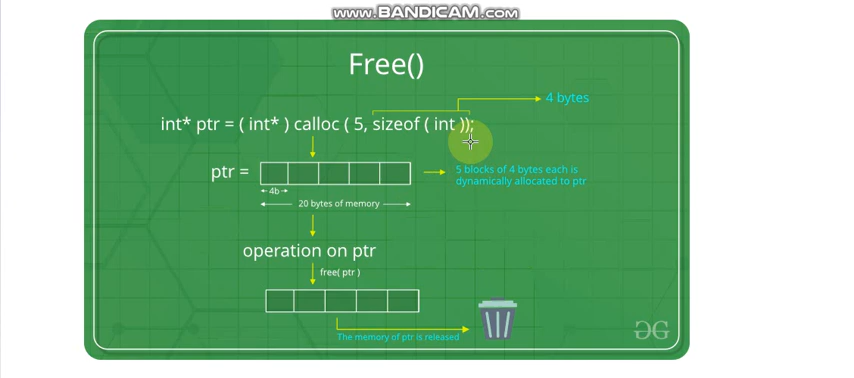 www.BANDICAM.com
Free()
4 bytes
int* ptr = ( int* ) calloc ( 5, sizeof ( int ));
ptr =
5 blocks of 4 bytes each is
dynamically allocated to ptr
4b
20 bytes of memory
operation on ptr
free( ptr )
The memory of ptr is released
GG